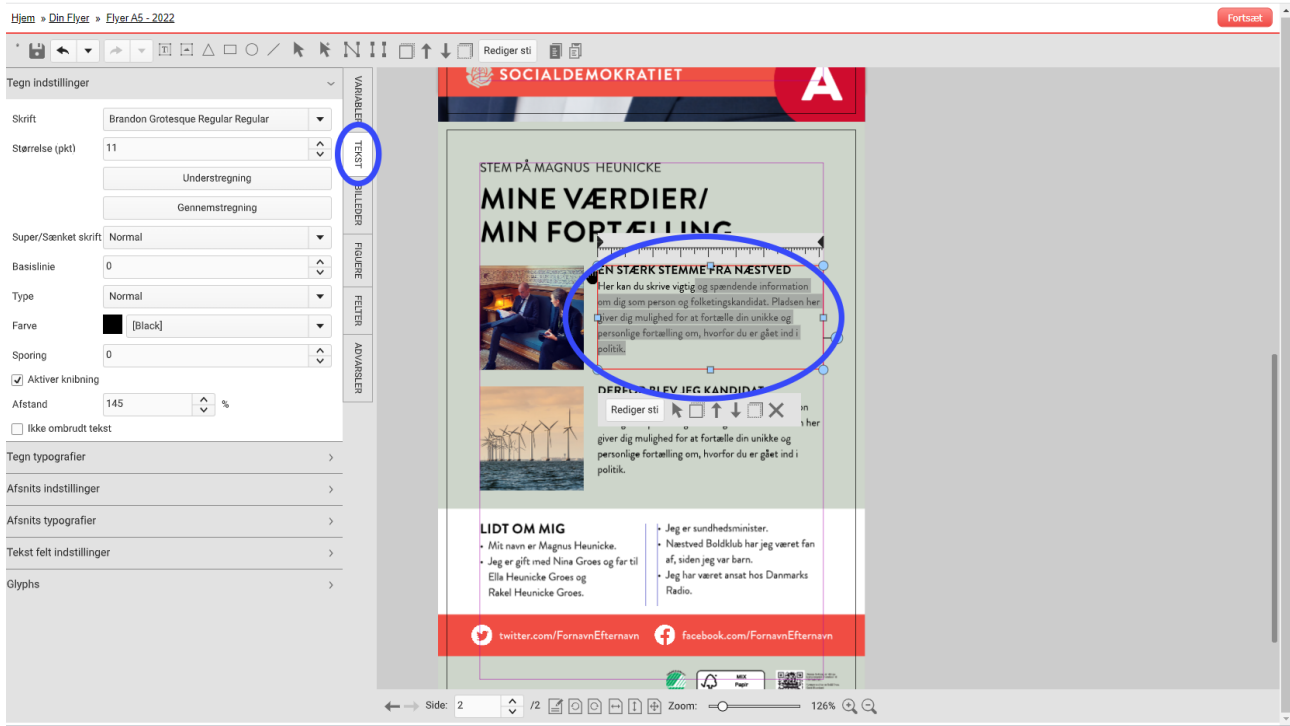 Hjem » Din Flyer » Flyer A5 - 2022
Fortsæt
Rediger sti
Tegn indstillinger
Skrift
Brandon Grotesque Regular Regular
Størrelse (pkt)
11
Understregning
Gennemstregning
Super/Sænket skrift
Normal
Basislinie
0
Type
Normal
Farve
[Black]
Sporing
0
Aktiver knibning
Afstand
145
%
Ikke ombrudt tekst
Tegn typografier
Afsnits indstillinger
Afsnits typografier
Tekst felt indstillinger
Glyphs
VARIABLER
TEKST
BILLEDER
FIGUERE
FELTER
ADVARSLER
SOCIALDEMOKRATIET
A
STEM PÅ MAGNUS HEUNICKE
MINE VÆRDIER/
MIN FORTÆLLING
EN STÆRK STEMME FRA NÆSTVED
Her kan du skrive vigtig og spændende information
om dig som person og folketingskandidat. Pladsen her
giver dig mulighed for at fortælle din unikke og
personlige fortælling om, hvorfor du er gået ind i
politik.
DERFOR BLEV JEG KANDIDAT
Rediger sti
her
giver dig mulighed for at fortælle din unikke og
personlige fortælling om, hvorfor du er gået ind i
politik.
LIDT OM MIG
• Mit navn er Magnus Heunicke.
• Jeg er gift med Nina Groes og far til
Ella Heunicke Groes og
Rakel Heunicke Groes.
• Jeg er sundhedsminister.
• Næstved Boldklub har jeg været fan
af, siden jeg var barn.
• Jeg har været ansat hos Danmarks
Radio.
twitter.com/FornavnEfternavn
facebook.com/FornavnEfternavn
MIX
Papir
Side:
2
/2
Zoom:
126%